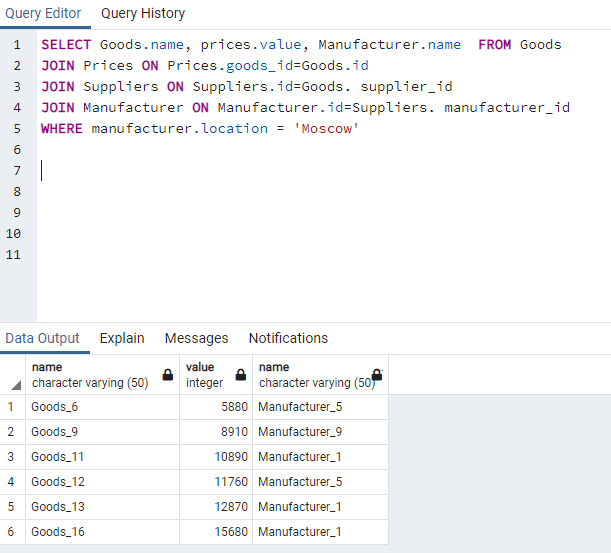 Query Editor Query History
1 SELECT Goods.name, prices.value, Manufacturer.name  FROM Goods
2 JOIN Prices ON Prices.goods_id=Goods.id
3 JOIN Suppliers ON Suppliers.id=Goods. supplier_id
4 JOIN Manufacturer ON Manufacturer.id=Suppliers. manufacturer_id
5 WHERE manufacturer.location = 'Moscow'
6
7
8
9
10
11
Data Output Explain Messages Notifications
name value name
character varying (50) integer character varying (50)
1 Goods_6 5880 Manufacturer_5
2 Goods_9 8910 Manufacturer_9
3 Goods_11 10890 Manufacturer_1
4 Goods_12 11760 Manufacturer_5
5 Goods_13 12870 Manufacturer_1
6 Goods_16 15680 Manufacturer_1